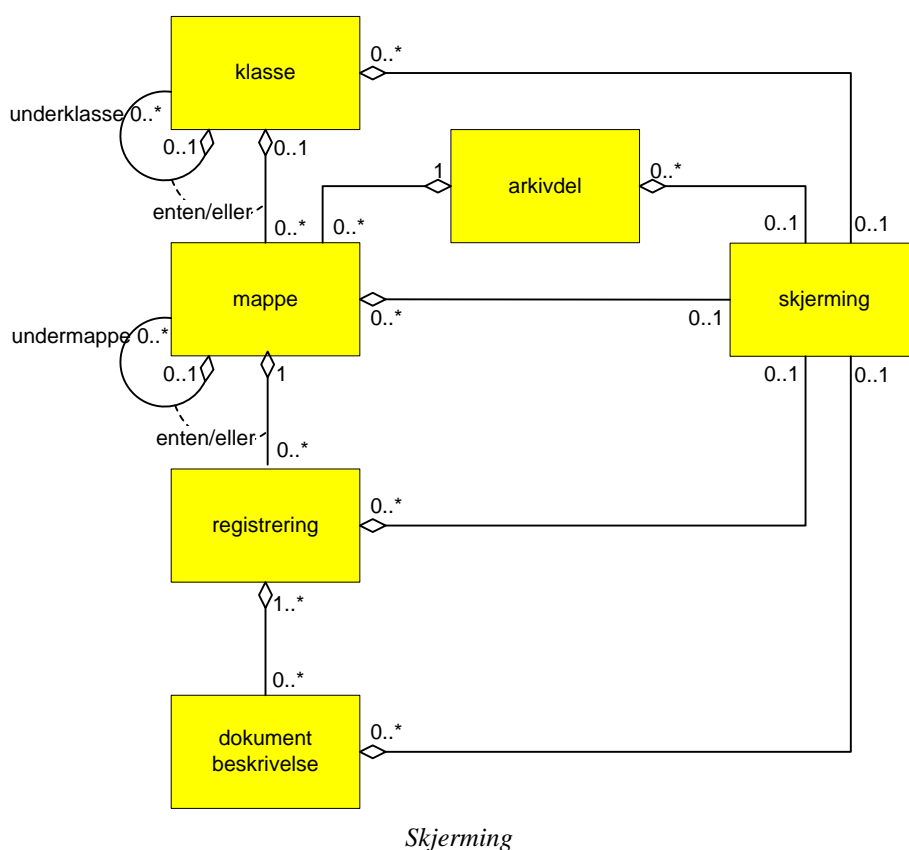 klasse
0..*
underklasse 0..*
0..1
0..1
enten/eller
0..*
1
0..*
arkivdel
0..*
0..1
0..1
mappe
0..*
0..1
skjerming
undermappe 0..*
0..1
1
0..1
0..1
enten/eller
0..*
registrering
0..*
1..*
0..*
dokument
beskrivelse
0..*
Skjerming